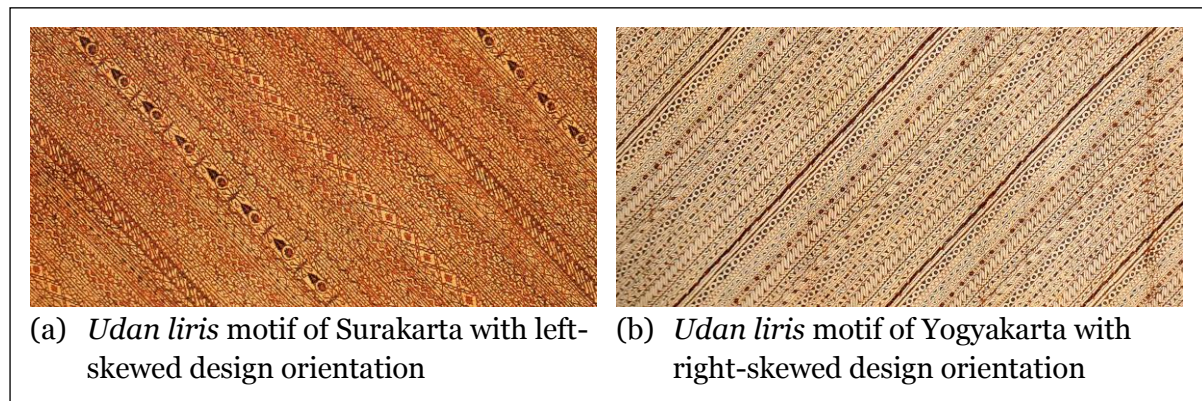 (a) Udan liris motif of Surakarta with left-
skewed design orientation
(b) Udan liris motif of Yogyakarta with
right-skewed design orientation